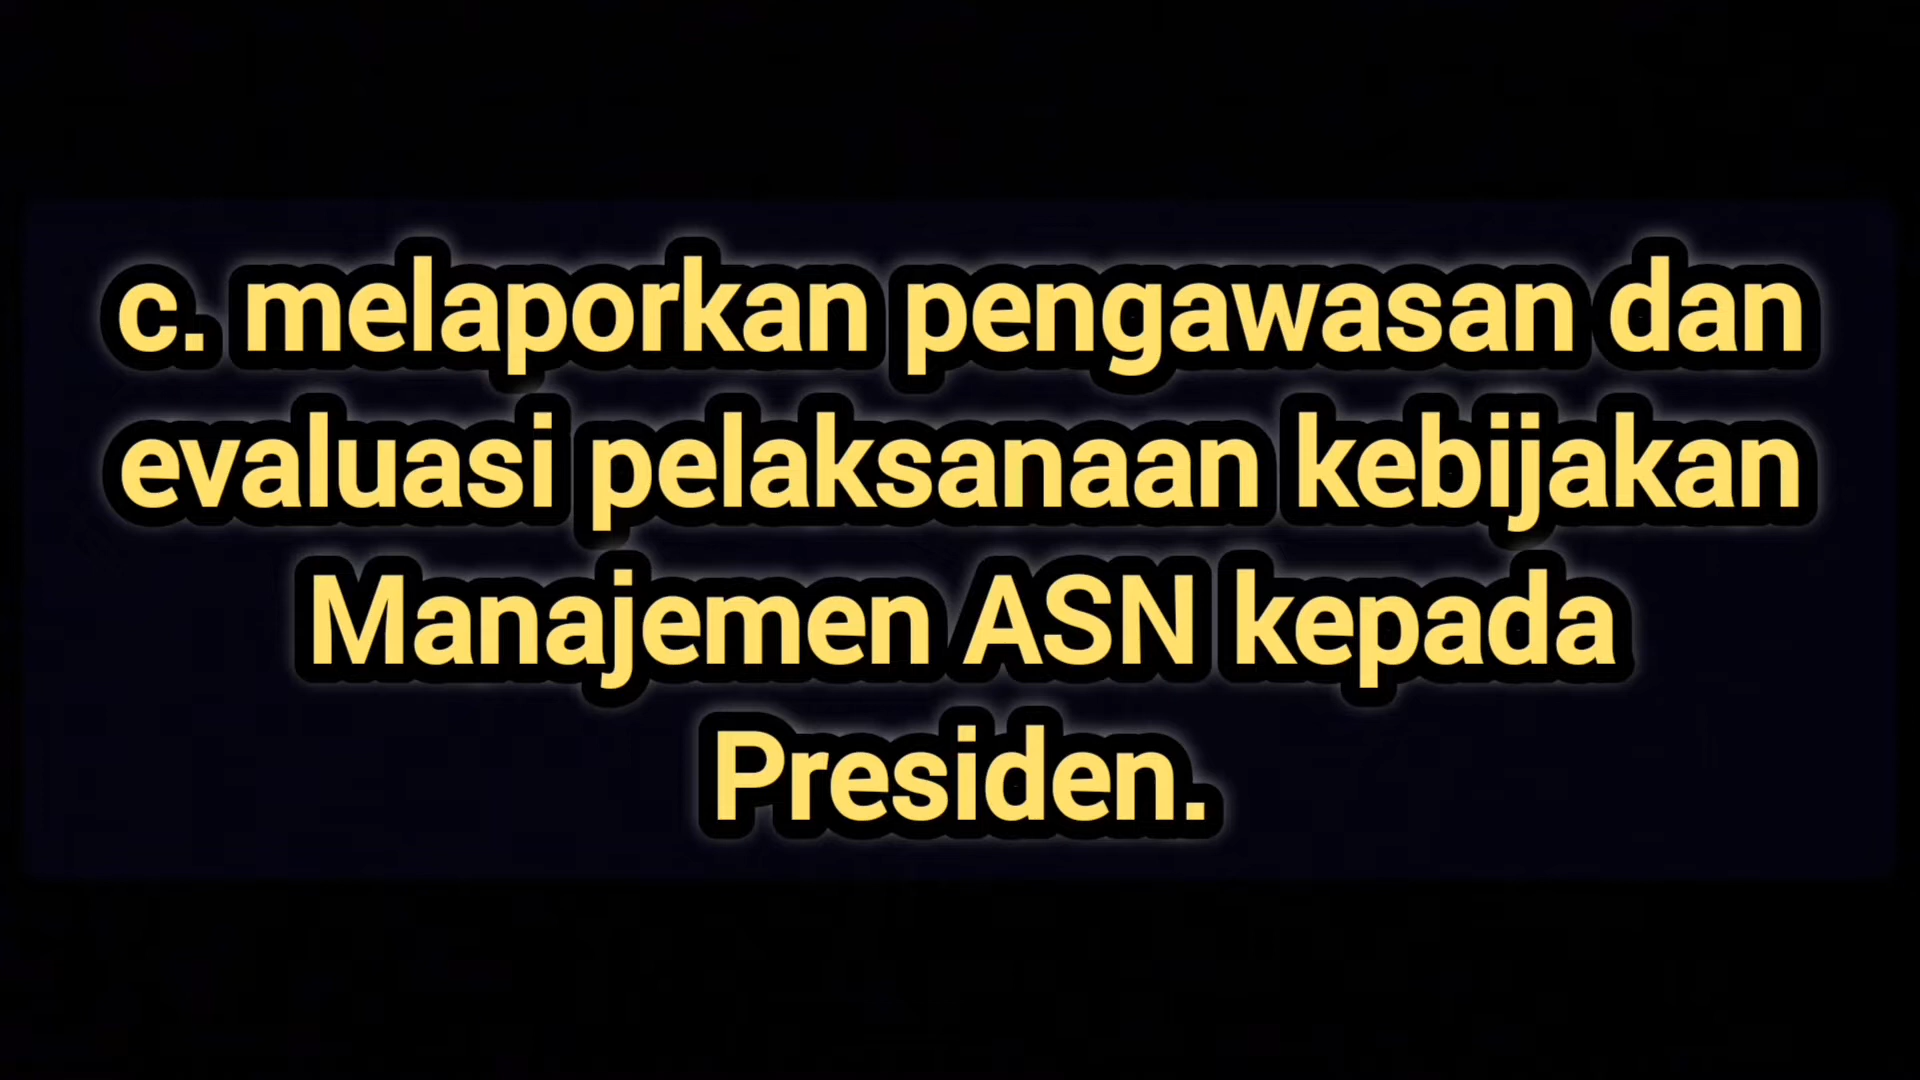 c. melaporkan pengawasan dan
evaluasi pelaksanaan kebijakan
Manajemen ASN kepada
Presiden.